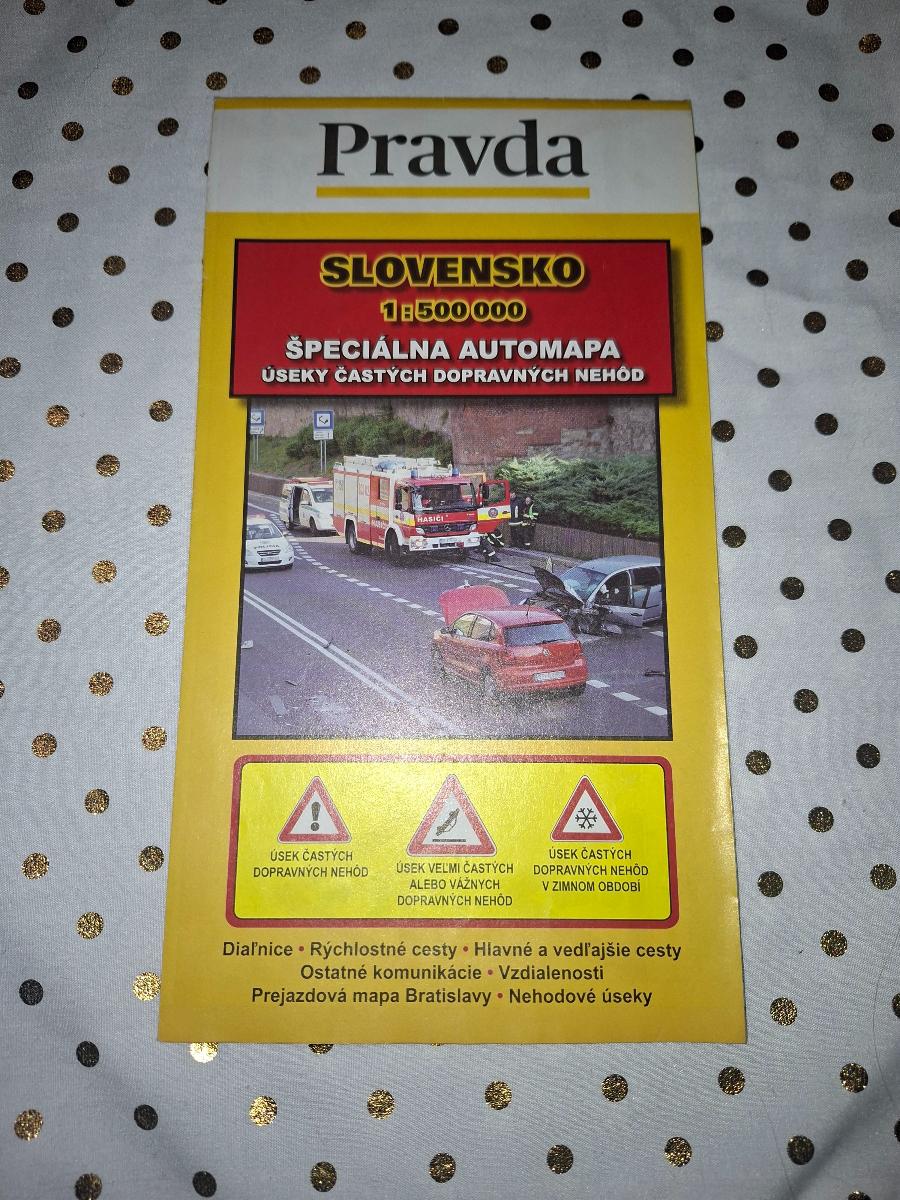 Pravda
SLOVENSKO
1 : 500 000
ŠPECIÁLNA AUTOMAPA
ÚSEKY ČASTÝCH DOPRAVNÝCH NEHÔD
HASIČI
ÚSEK ČASTÝCH
DOPRAVNÝCH NEHÔD
ÚSEK VEĽMI ČASTÝCH
ALEBO VÁŽNYCH
DOPRAVNÝCH NEHÔD
ÚSEK ČASTÝCH
DOPRAVNÝCH NEHÔD
V ZIMNOM OBDOBÍ
Diaľnice • Rýchlostné cesty • Hlavné a vedľajšie cesty
Ostatné komunikácie • Vzdialenosti
Prejazdová mapa Bratislavy • Nehodové úseky